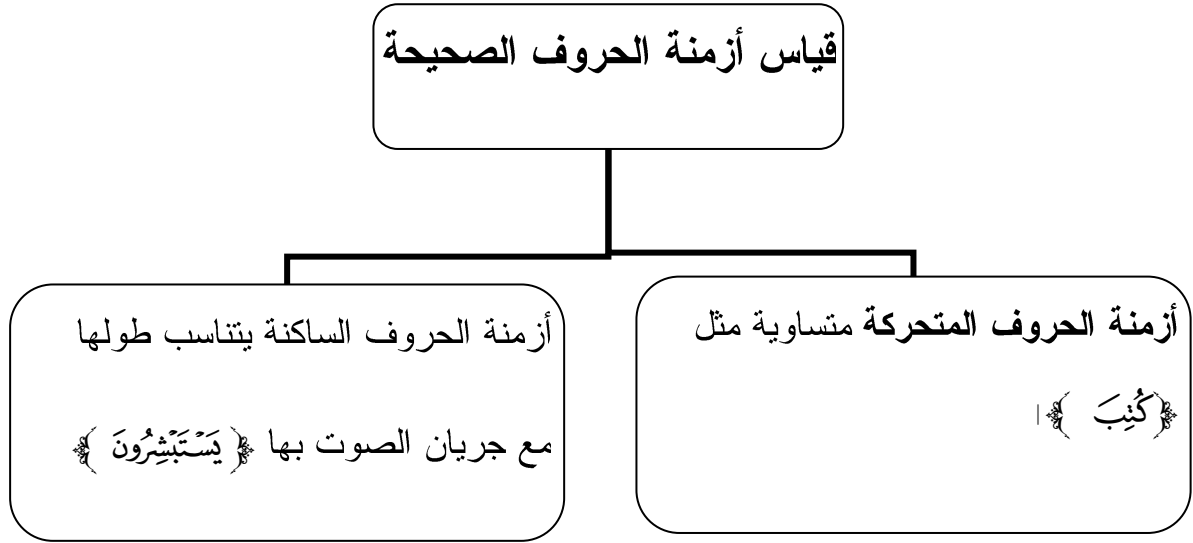 قياس أزمنة الحروف الصحيحة
أزمنة الحروف المتحركة متساوية مثل
﴿كُتِبَ ﴾
أزمنة الحروف الساكنة يتناسب طولها
مع جريان الصوت بها ﴿ يَسۡتَبۡشِرُونَ ﴾